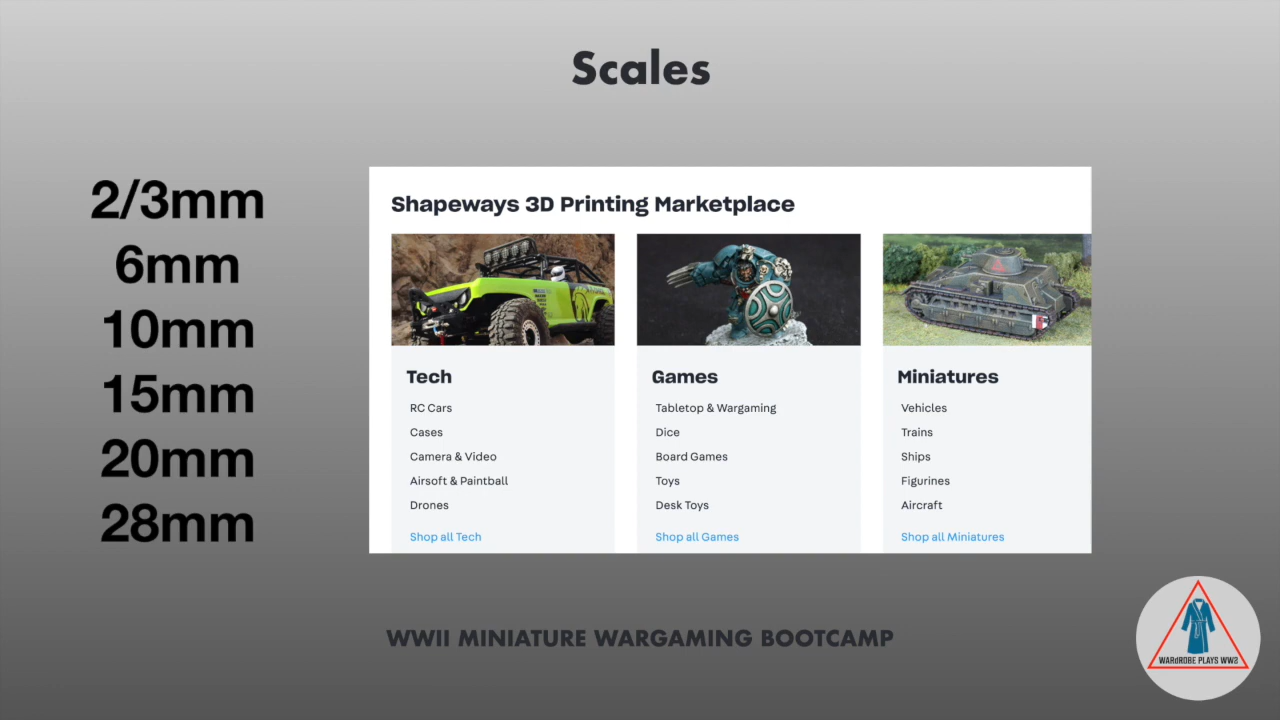 Scales
2/3mm
6mm
10mm
15mm
20mm
28mm
Shapeways 3D Printing Marketplace
Tech
RC Cars
Cases
Camera & Video
Airsoft & Paintball
Drones
Shop all Tech
Games
Tabletop & Wargaming
Dice
Board Games
Toys
Desk Toys
Shop all Games
Miniatures
Vehicles
Trains
Ships
Figurines
Aircraft
Shop all Miniatures
WWII MINIATURE WARGAMING BOOTCAMP
WARdROBE PLAYS WW2